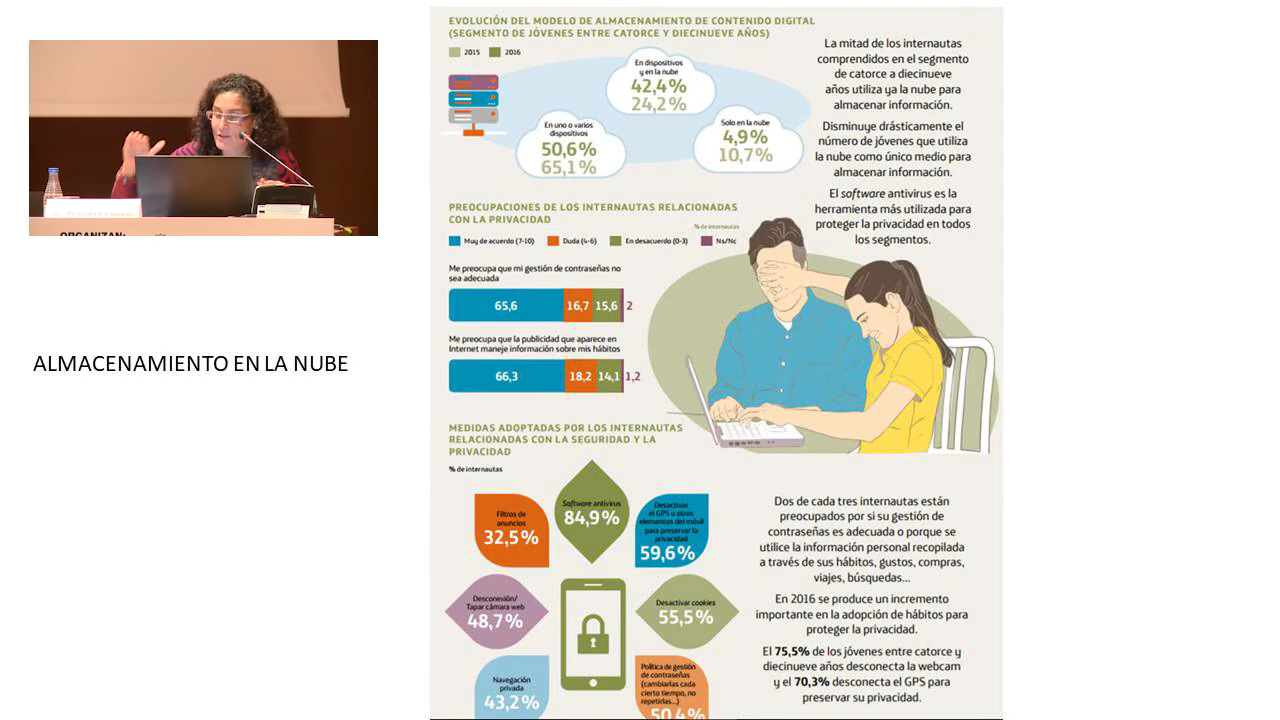 ORGANIZAN:
ALMACENAMIENTO EN LA NUBE
EVOLUCIÓN DEL MODELO DE ALMACENAMIENTO DE CONTENIDO DIGITAL
(SEGMENTO DE JÓVENES ENTRE CATORCE Y DIECINUEVE AÑOS)
2015
2016
En dispositivos
y en la nube
42,4%
24,2%
En uno o varios
dispositivos
50,6%
65,1%
Solo en la nube
4,9%
10,7%
La mitad de los internautas
comprendidos en el segmento
de catorce a diecinueve
años utiliza ya la nube para
almacenar información.
Disminuye drásticamente el
número de jóvenes que utiliza
la nube como único medio para
almacenar información.
El software antivirus es la
herramienta más utilizada para
proteger la privacidad en todos
los segmentos.
PREOCUPACIONES DE LOS INTERNAUTAS RELACIONADAS
CON LA PRIVACIDAD
% de internautas
Muy de acuerdo (7-10)
Duda (4-6)
En desacuerdo (0-3)
Ns/Nc
Me preocupa que mi gestión de contraseñas no
sea adecuada
65,6 16,7 15,6 2
Me preocupa que la publicidad que aparece en
Internet maneje información sobre mis hábitos
66,3 18,2 14,1 1,2
MEDIDAS ADOPTADAS POR LOS INTERNAUTAS
RELACIONADAS CON LA SEGURIDAD Y LA
PRIVACIDAD
% de internautas
Filtros de
anuncios
32,5%
Software antivirus
84,9%
Desactivar
el GPS u otros
elementos del móvil
para preservar la
privacidad
59,6%
Desconexión/
Tapar cámara web
48,7%
Desactivar cookies
55,5%
Navegación
privada
43,2%
Política de gestión
de contraseñas
(cambiarlas cada
cierto tiempo, no
repetirlas...)
50,4%
Dos de cada tres internautas están
preocupados por si su gestión de
contraseñas es adecuada o porque se
utilice la información personal recopilada
a través de sus hábitos, gustos, compras,
viajes, búsquedas...
En 2016 se produce un incremento
importante en la adopción de hábitos para
proteger la privacidad.
El 75,5% de los jóvenes entre catorce y
diecinueve años desconecta la webcam
y el 70,3% desconecta el GPS para
preservar su privacidad.